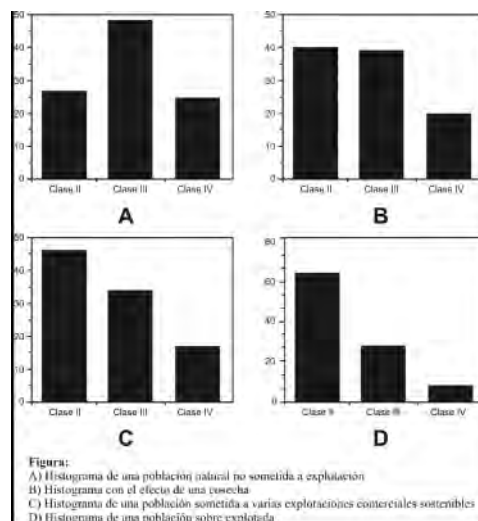 50
40
30
20
10
0
Clase II Clase III Clase IV
A
50
40
30
20
10
0
Clase II Clase III Clase IV
B
50
40
30
20
10
0
Clase II Clase III Clase IV
C
80
60
40
20
0
Clase II Clase III Clase IV
D
Figura:
A) Histograma de una población natural no sometida a explotación
B) Histograma con el efecto de una cosecha
C) Histograma de una población sometida a varias explotaciones comerciales sostenibles
D) Histograma de una población sobre explotada